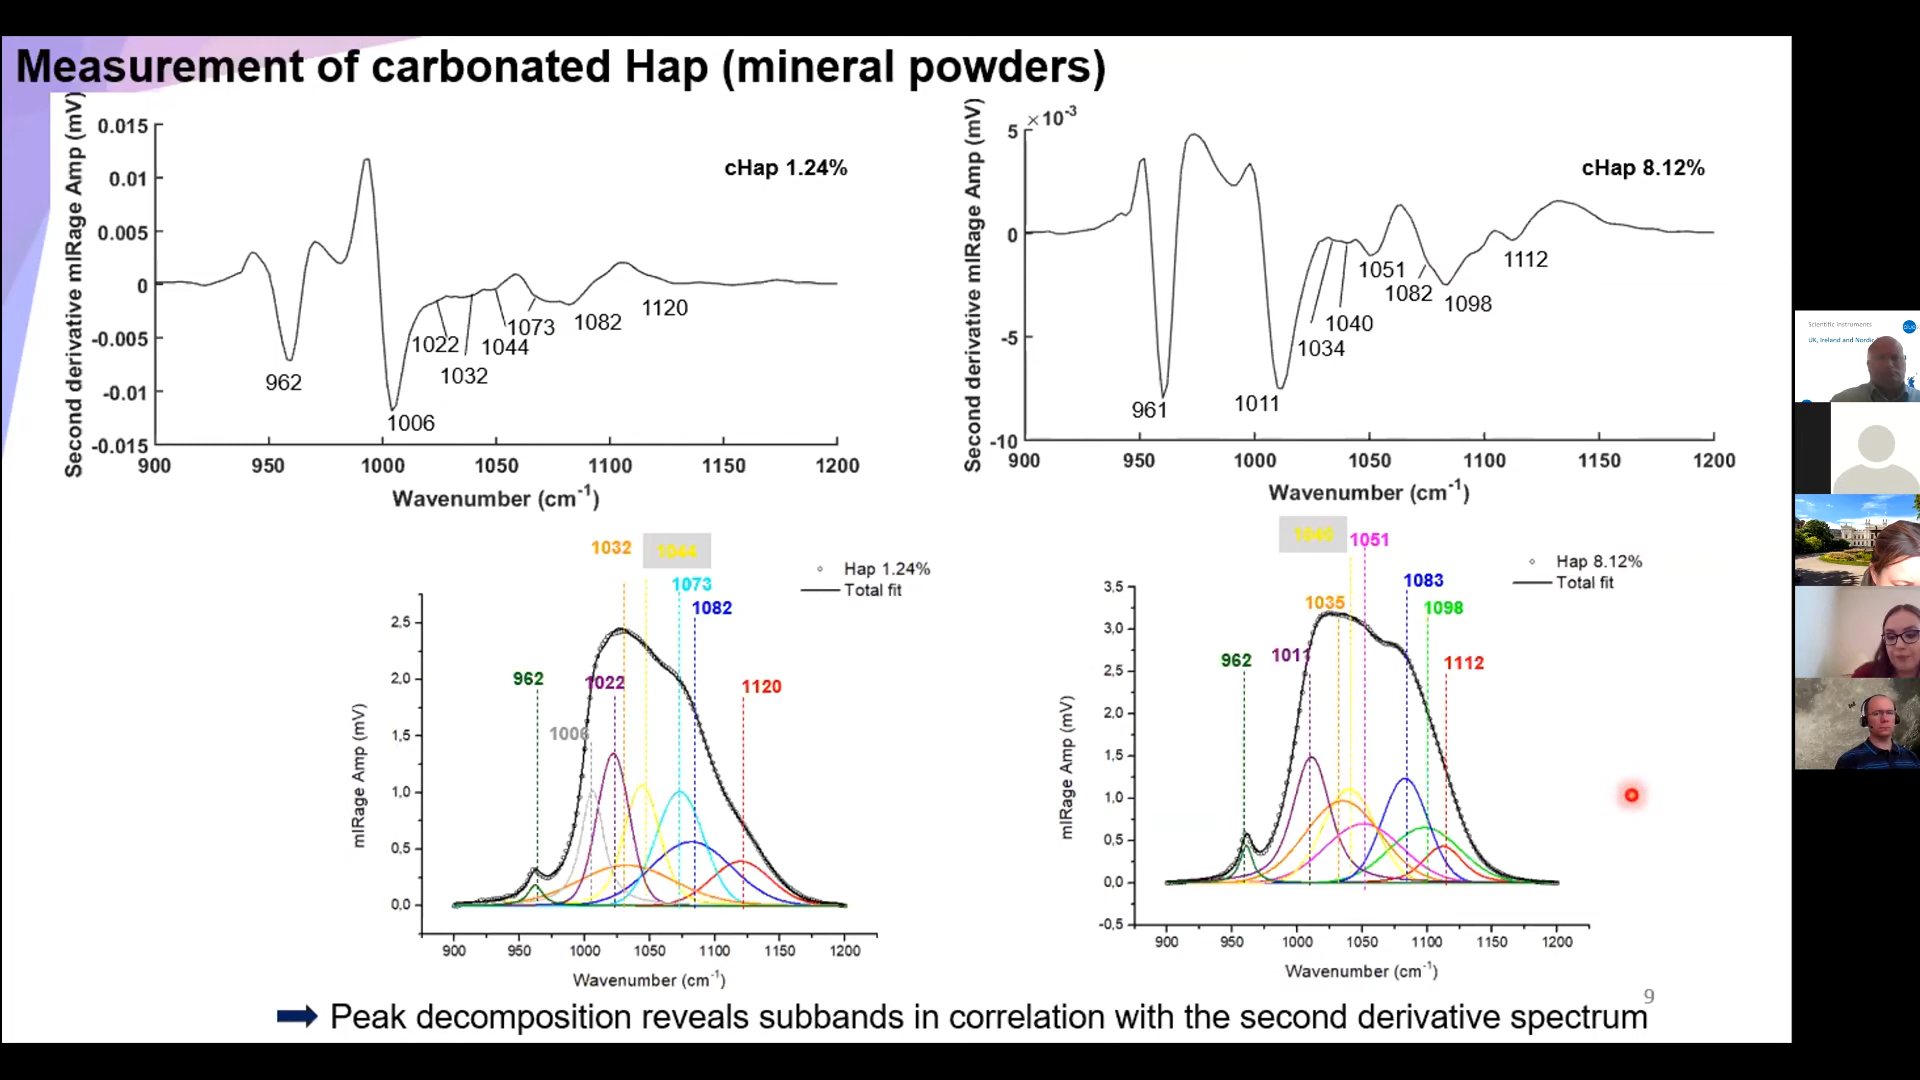 Measurement of carbonated Hap (mineral powders)
Second derivative mIRage Amp (mV)
0.015
0.01
0.005
0
-0.005
-0.01
-0.015
cHap 1.24%
962
1006
1022
1032
1044
1073
1082
1120
900 950 1000 1050 1100 1150 1200
Wavenumber (cm-1)
Second derivative mIRage Amp (mV)
×10-3
5
0
-5
-10
cHap 8.12%
961
1011
1034
1040
1051
1082
1098
1112
900 950 1000 1050 1100 1150 1200
Wavenumber (cm-1)
mIRage Amp (mV)
2,5
2,0
1,5
1,0
0,5
0,0
962
1006
1022
1032
1044
1073
1082
1120
Hap 1.24%
Total fit
900 950 1000 1050 1100 1150 1200
Wavenumber (cm-1)
mIRage Amp (mV)
3,5
3,0
2,5
2,0
1,5
1,0
0,5
0,0
-0,5
962
1011
1035
1040
1051
1083
1098
1112
Hap 8.12%
Total fit
900 950 1000 1050 1100 1150 1200
Wavenumber (cm-1)
9
Peak decomposition reveals subbands in correlation with the second derivative spectrum
Scientific Instruments
UK, Ireland and Nordic